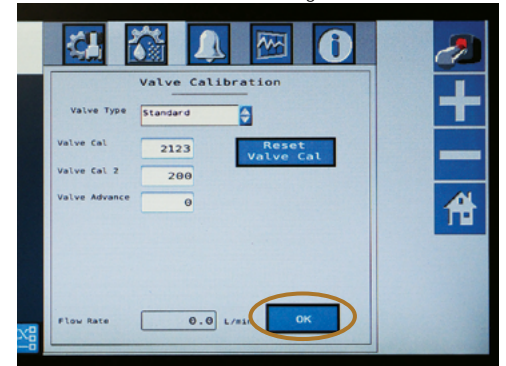 Valve Calibration
Valve Type Standard
Valve Cal 2123
Reset
Valve Cal
Valve Cal 2 200
Valve Advance 0
Flow Rate 0.0 L/min OK